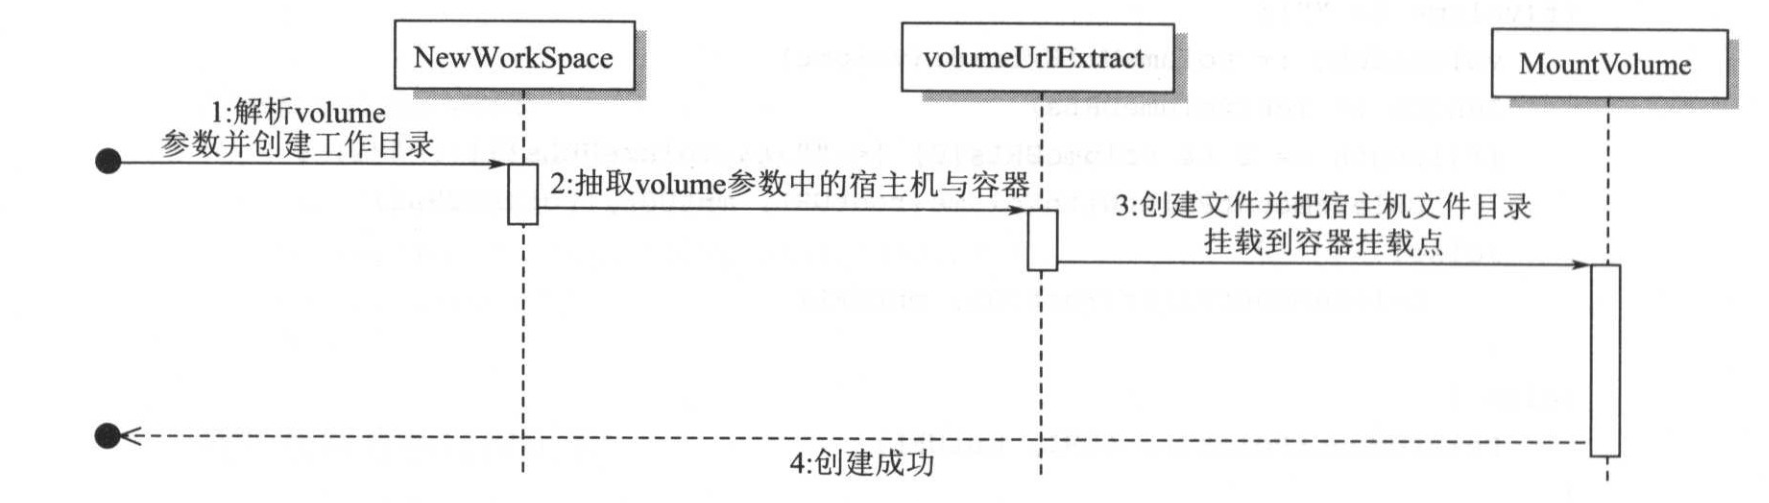 NewWorkSpace
volumeUrlExtract
MountVolume
1:解析volume
参数并创建工作目录
2:抽取volume参数中的宿主机与容器
3:创建文件并把宿主机文件目录
挂载到容器挂载点
4:创建成功